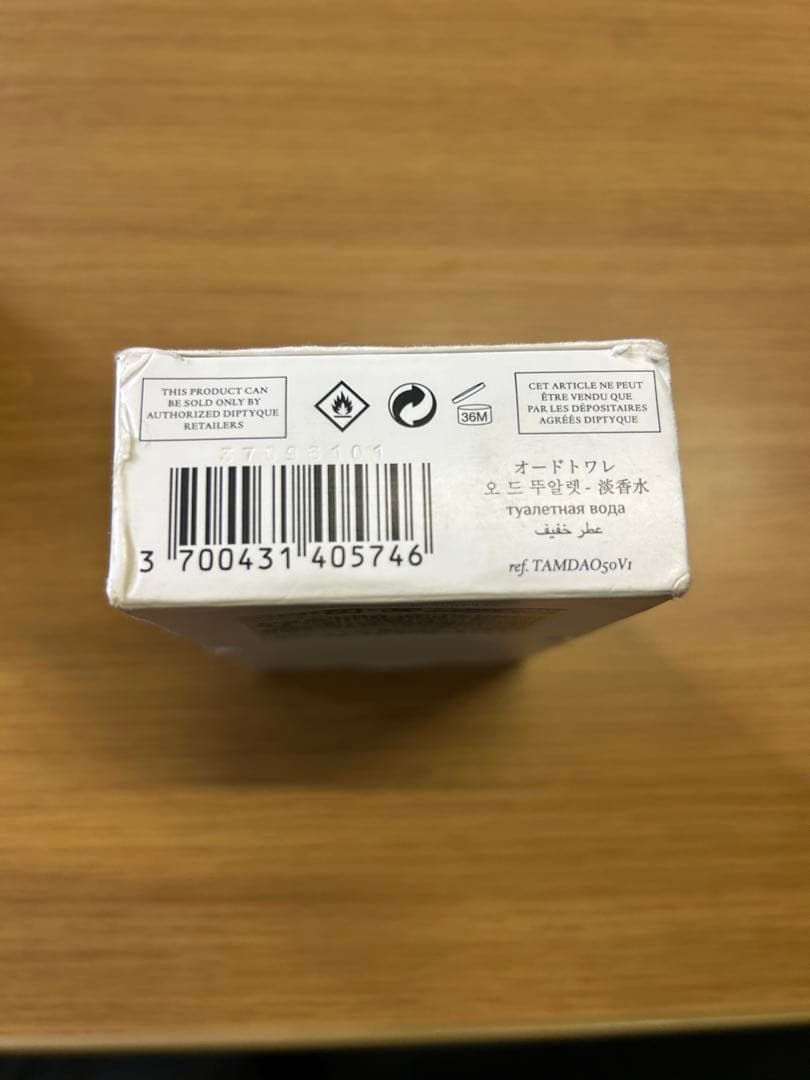 THIS PRODUCT CAN
BE SOLD ONLY BY
AUTHORIZED DIPTYQUE
RETAILERS
36M
CET ARTICLE NE PEUT
ÊTRE VENDU QUE
PAR LES DÉPOSITAIRES
AGRÉÉS DIPTYQUE
3 700431 405746
オードトワレ
오 드 뚜알렛 - 淡香水
туалетная вода
عطر خفيف
ref. TAMDAO50V1